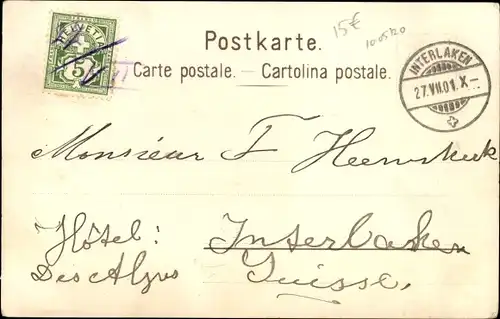 HELVETIA
5
15€
Postkarte.
Carte postale. — Cartolina postale.
INTERLAKEN
27.VII.01.X–
Monsieur F Heemskerk
Hôtel: Interlaken
Des Alpes Suisse.